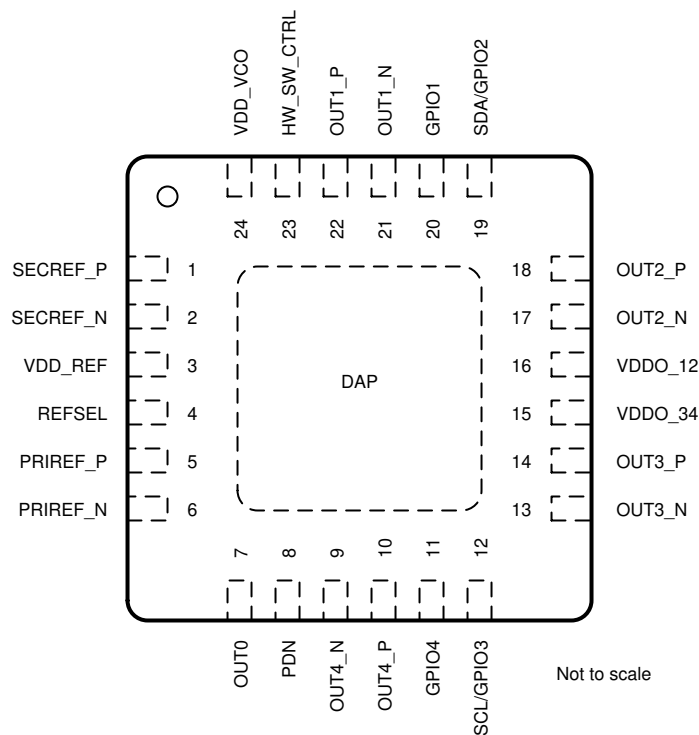 VDD_VCO
HW_SW_CTRL
OUT1_P
OUT1_N
GPIO1
SDA/GPIO2
24
23
22
21
20
19
SECREF_P 1
SECREF_N 2
VDD_REF 3
REFSEL 4
PRIREF_P 5
PRIREF_N 6
DAP
18 OUT2_P
17 OUT2_N
16 VDDO_12
15 VDDO_34
14 OUT3_P
13 OUT3_N
7
8
9
10
11
12
OUT0
PDN
OUT4_N
OUT4_P
GPIO4
SCL/GPIO3
Not to scale